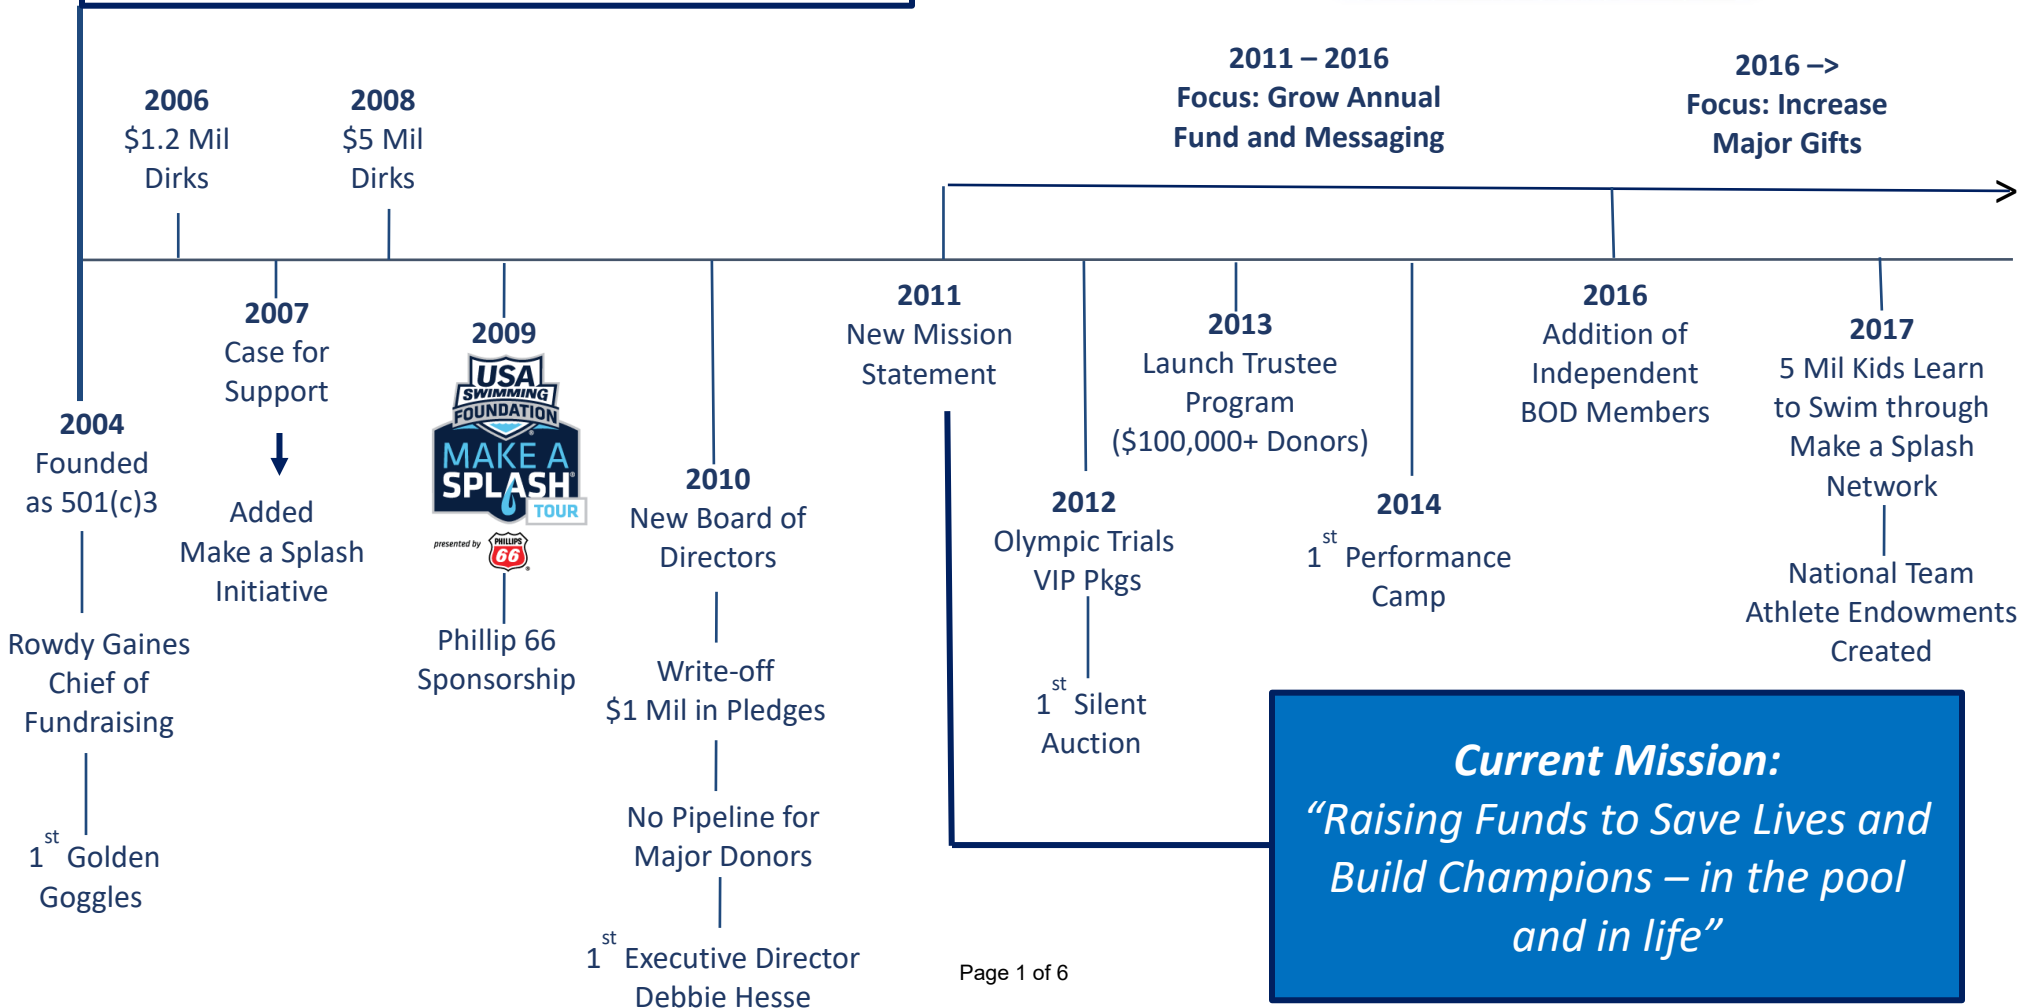 2011 – 2016
Focus: Grow Annual
Fund and Messaging
2016 –>
Focus: Increase
Major Gifts
2006
$1.2 Mil
Dirks
2008
$5 Mil
Dirks
2004
Founded
as 501(c)3
Rowdy Gaines
Chief of
Fundraising
1st Golden
Goggles
2007
Case for
Support
Added
Make a Splash
Initiative
2009
USA
SWIMMING
FOUNDATION
MAKE A
SPLASH
TOUR
presented by
PHILLIPS
66
Phillip 66
Sponsorship
2010
New Board of
Directors
Write-off
$1 Mil in Pledges
No Pipeline for
Major Donors
1st Executive Director
Debbie Hesse
2011
New Mission
Statement
2012
Olympic Trials
VIP Pkgs
1st Silent
Auction
2013
Launch Trustee
Program
($100,000+ Donors)
2014
1st Performance
Camp
2016
Addition of
Independent
BOD Members
2017
5 Mil Kids Learn
to Swim through
Make a Splash
Network
National Team
Athlete Endowments
Created
Current Mission:
“Raising Funds to Save Lives and
Build Champions – in the pool
and in life”
Page 1 of 6